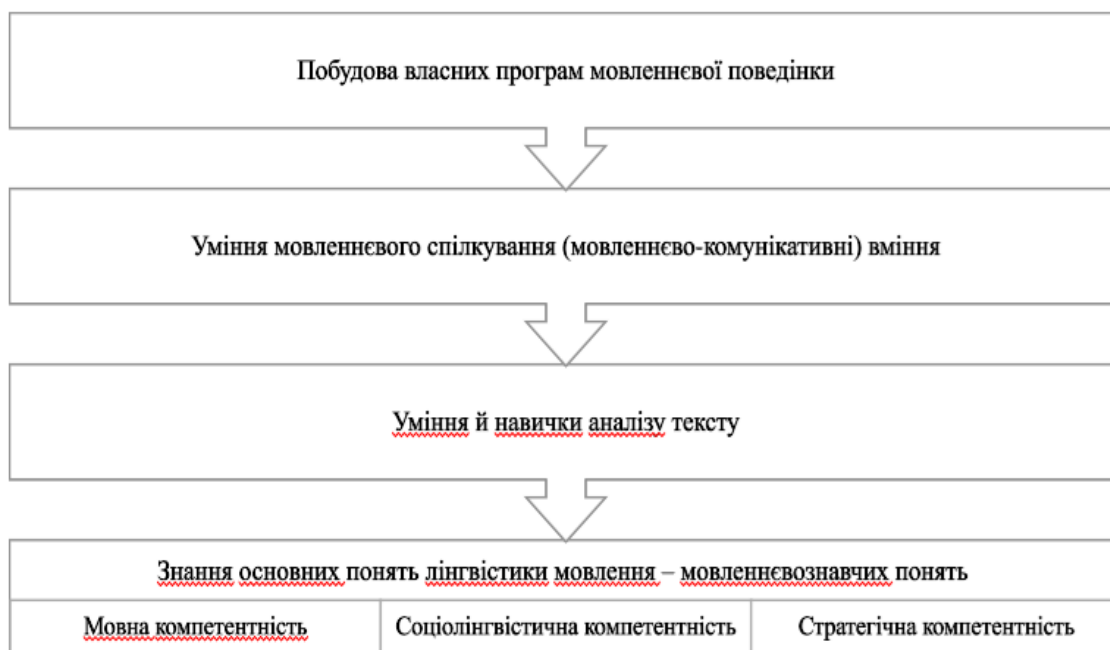 Побудова власних програм мовленнєвої поведінки
Уміння мовленнєвого спілкування (мовленнєво-комунікативні) вміння
Уміння й навички аналізу тексту
Знання основних понять лінгвістики мовлення – мовленнєвознавчих понять
Мовна компетентність
Соціолінгвістична компетентність
Стратегічна компетентність